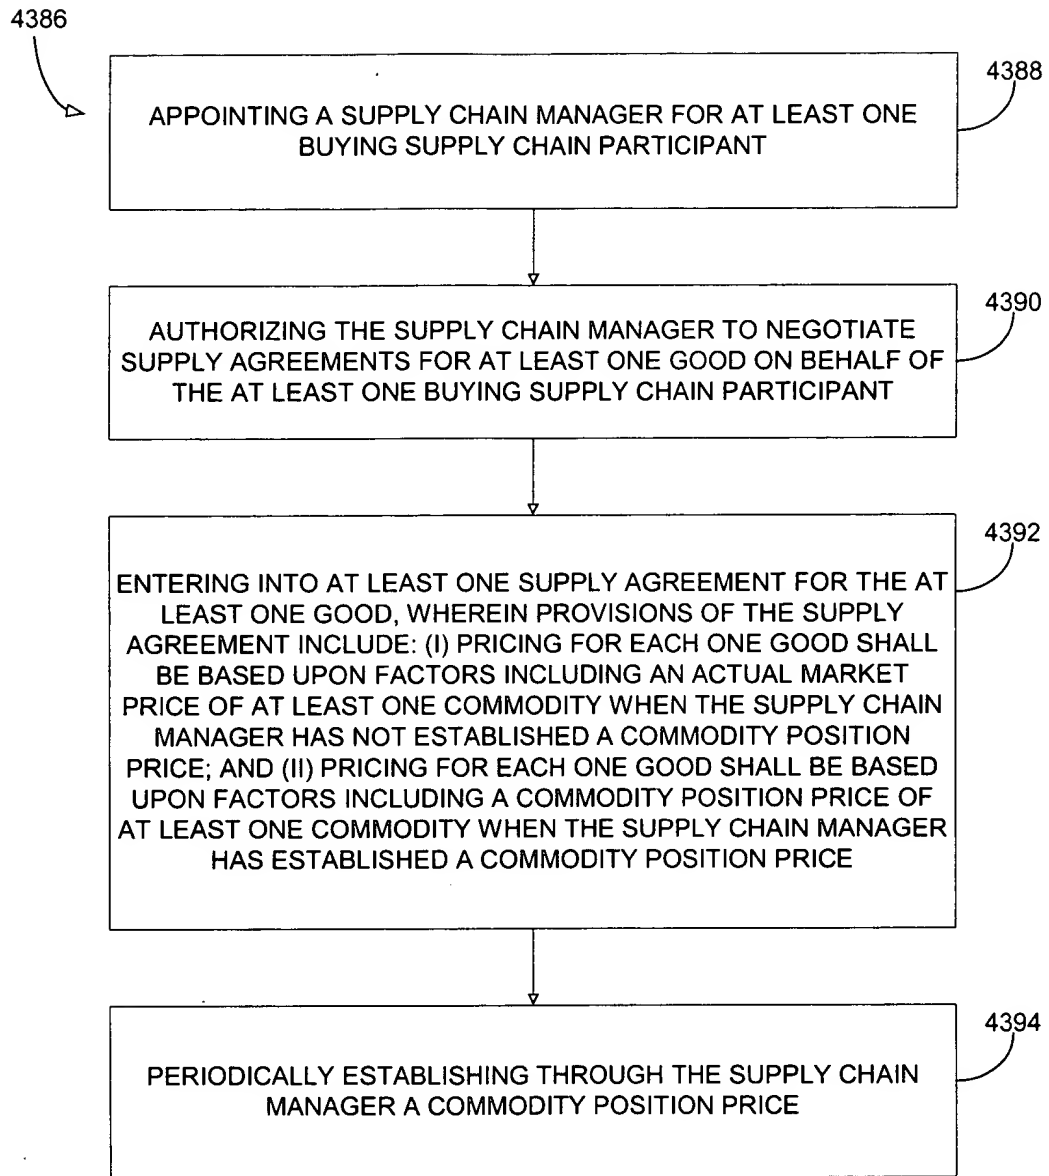 4386
4388
APPOINTING A SUPPLY CHAIN MANAGER FOR AT LEAST ONE
BUYING SUPPLY CHAIN PARTICIPANT
4390
AUTHORIZING THE SUPPLY CHAIN MANAGER TO NEGOTIATE
SUPPLY AGREEMENTS FOR AT LEAST ONE GOOD ON BEHALF OF
THE AT LEAST ONE BUYING SUPPLY CHAIN PARTICIPANT
4392
ENTERING INTO AT LEAST ONE SUPPLY AGREEMENT FOR THE AT
LEAST ONE GOOD, WHEREIN PROVISIONS OF THE SUPPLY
AGREEMENT INCLUDE: (I) PRICING FOR EACH ONE GOOD SHALL
BE BASED UPON FACTORS INCLUDING AN ACTUAL MARKET
PRICE OF AT LEAST ONE COMMODITY WHEN THE SUPPLY CHAIN
MANAGER HAS NOT ESTABLISHED A COMMODITY POSITION
PRICE; AND (II) PRICING FOR EACH ONE GOOD SHALL BE BASED
UPON FACTORS INCLUDING A COMMODITY POSITION PRICE OF
AT LEAST ONE COMMODITY WHEN THE SUPPLY CHAIN MANAGER
HAS ESTABLISHED A COMMODITY POSITION PRICE
4394
PERIODICALLY ESTABLISHING THROUGH THE SUPPLY CHAIN
MANAGER A COMMODITY POSITION PRICE